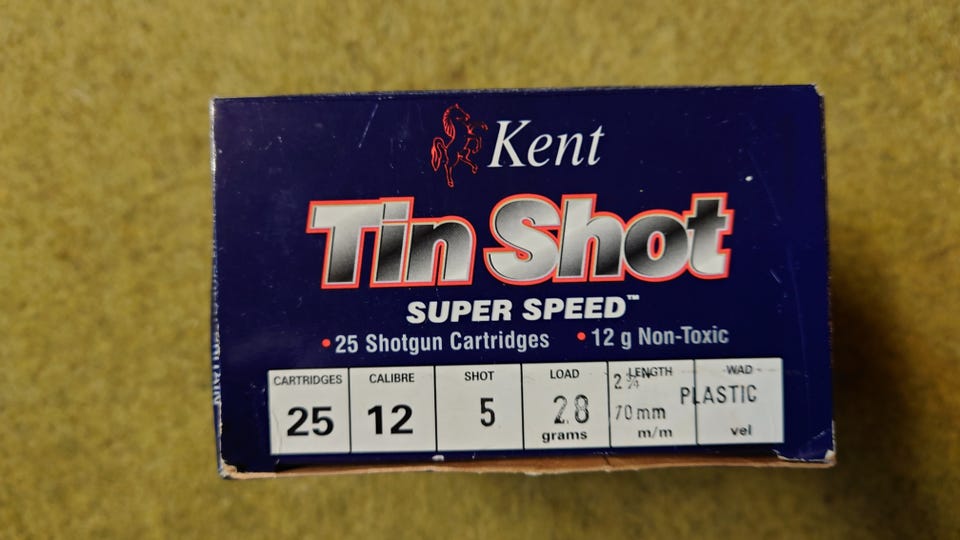 Kent
Tin Shot
SUPER SPEED™
• 25 Shotgun Cartridges • 12 g Non-Toxic
CARTRIDGES CALIBRE SHOT LOAD LENGTH WAD
25 12 5 28 2¾ PLASTIC
70mm
grams m/m vel